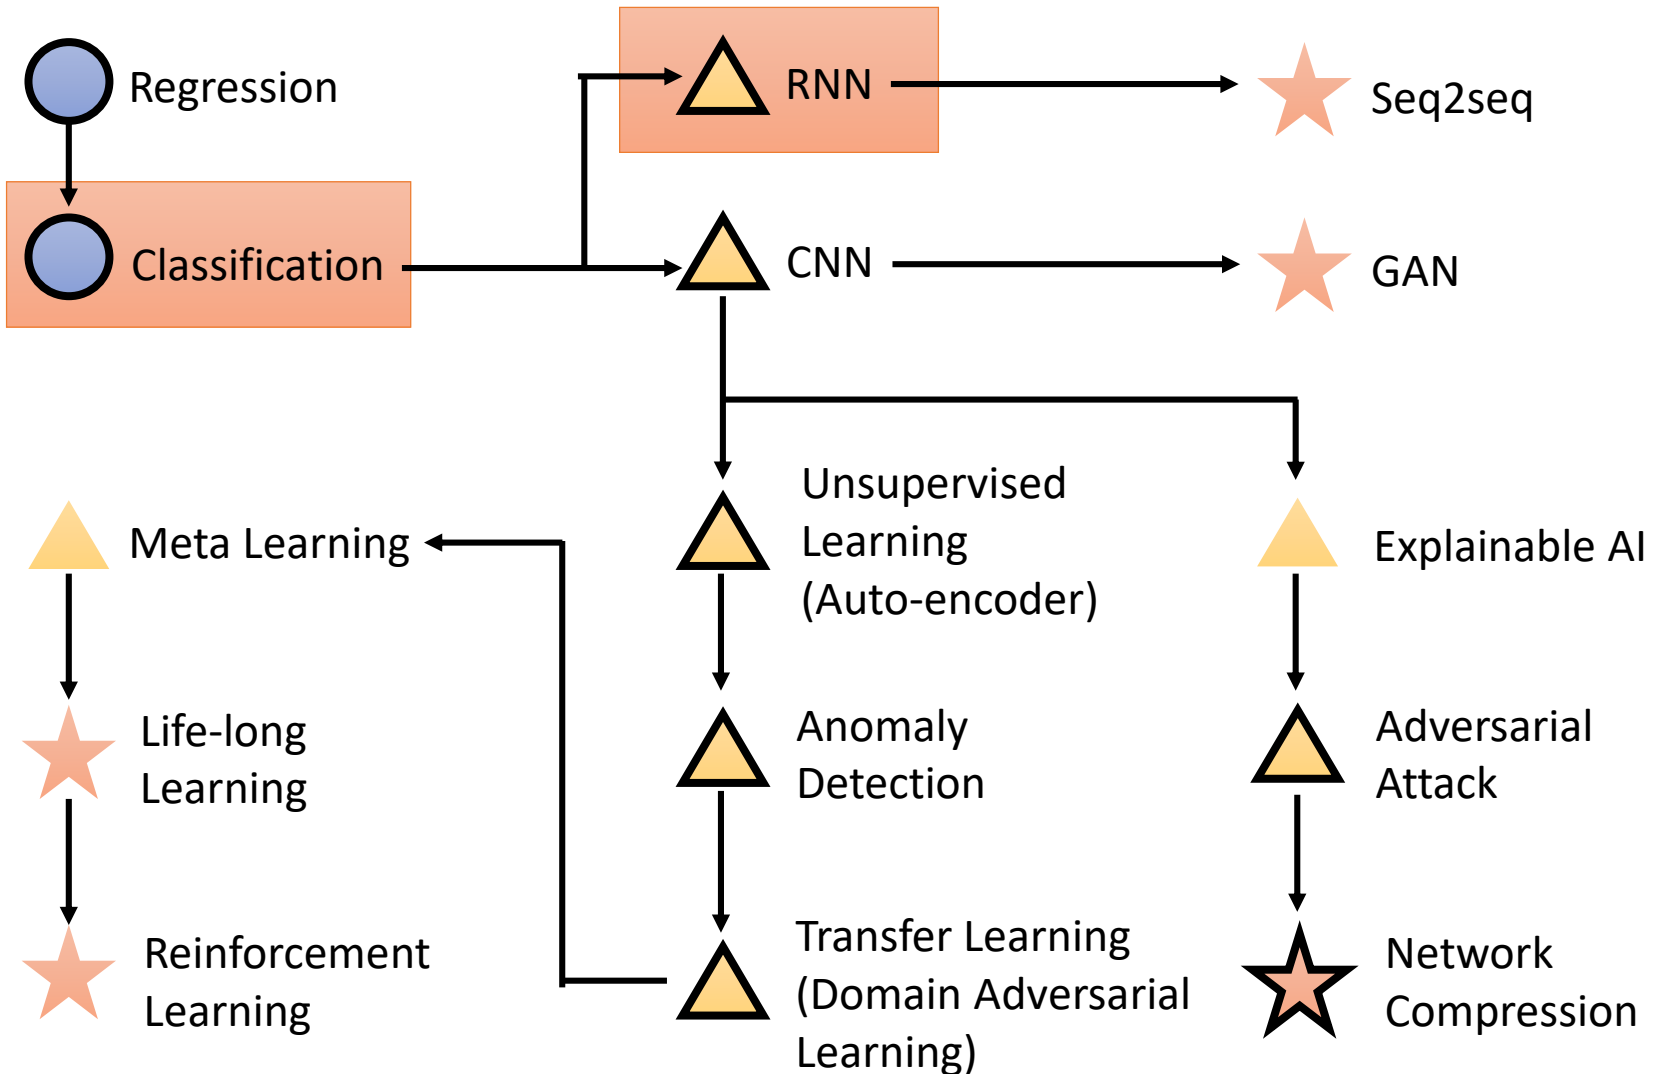 Regression
RNN
Seq2seq
Classification
CNN
GAN
Unsupervised
Learning
(Auto-encoder)
Meta Learning
Explainable AI
Life-long
Learning
Anomaly
Detection
Adversarial
Attack
Reinforcement
Learning
Transfer Learning
(Domain Adversarial
Learning)
Network
Compression